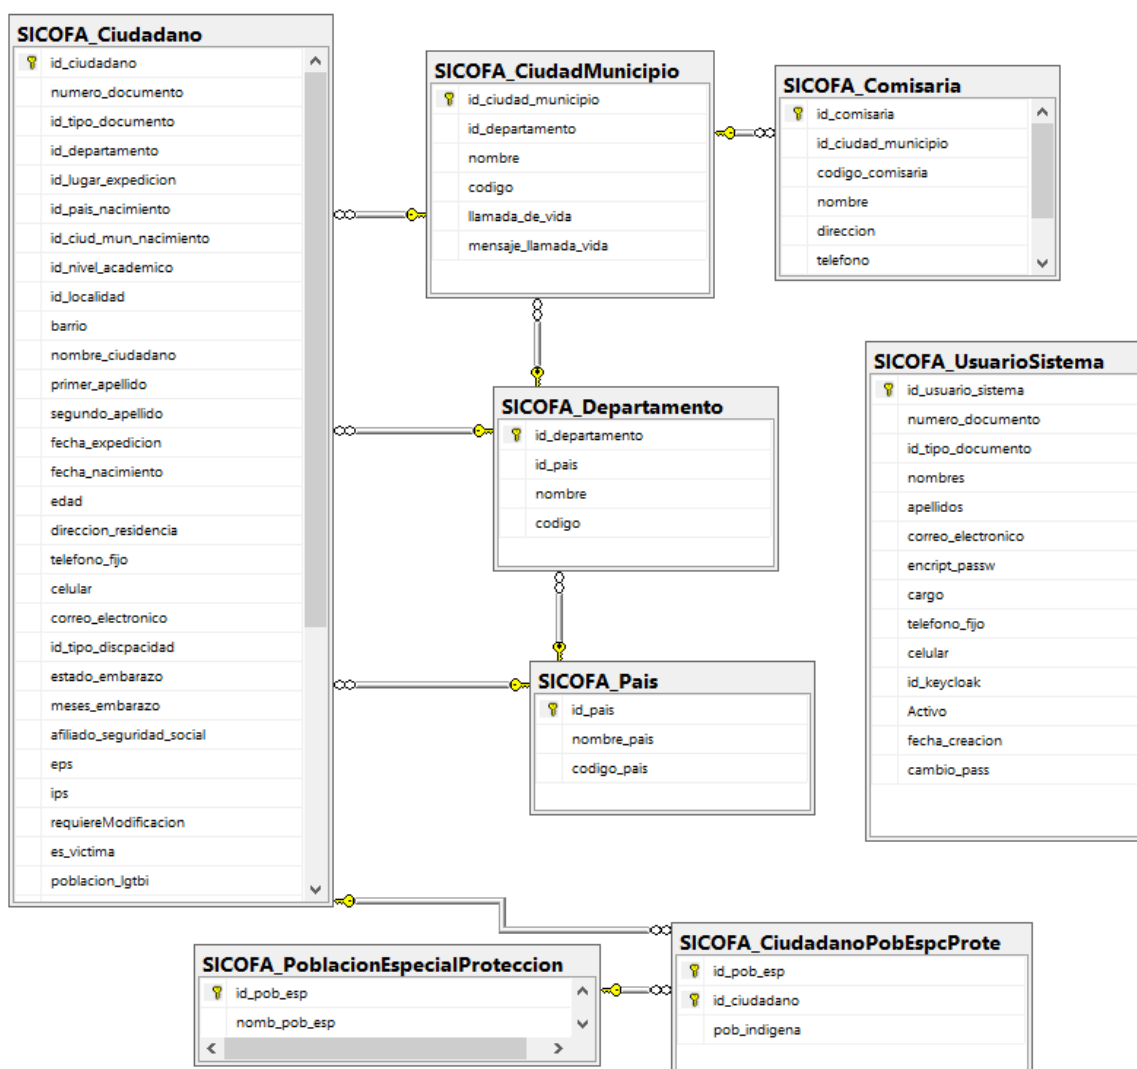 SICOFA_Ciudadano
id_ciudadano
numero_documento
id_tipo_documento
id_departamento
id_lugar_expedicion
id_pais_nacimiento
id_ciud_mun_nacimiento
id_nivel_academico
id_localidad
barrio
nombre_ciudadano
primer_apellido
segundo_apellido
fecha_expedicion
fecha_nacimiento
edad
direccion_residencia
telefono_fijo
celular
correo_electronico
id_tipo_discpacidad
estado_embarazo
meses_embarazo
afiliado_seguridad_social
eps
ips
requiereModificacion
es_victima
poblacion_lgtbi
SICOFA_CiudadMunicipio
id_ciudad_municipio
id_departamento
nombre
codigo
llamada_de_vida
mensaje_llamada_vida
SICOFA_Comisaria
id_comisaria
id_ciudad_municipio
codigo_comisaria
nombre
direccion
telefono
SICOFA_Departamento
id_departamento
id_pais
nombre
codigo
SICOFA_UsuarioSistema
id_usuario_sistema
numero_documento
id_tipo_documento
nombres
apellidos
correo_electronico
encript_passw
cargo
telefono_fijo
celular
id_keycloak
Activo
fecha_creacion
cambio_pass
SICOFA_Pais
id_pais
nombre_pais
codigo_pais
SICOFA_PoblacionEspecialProteccion
id_pob_esp
nomb_pob_esp
SICOFA_CiudadanoPobEspcProte
id_pob_esp
id_ciudadano
pob_indigena